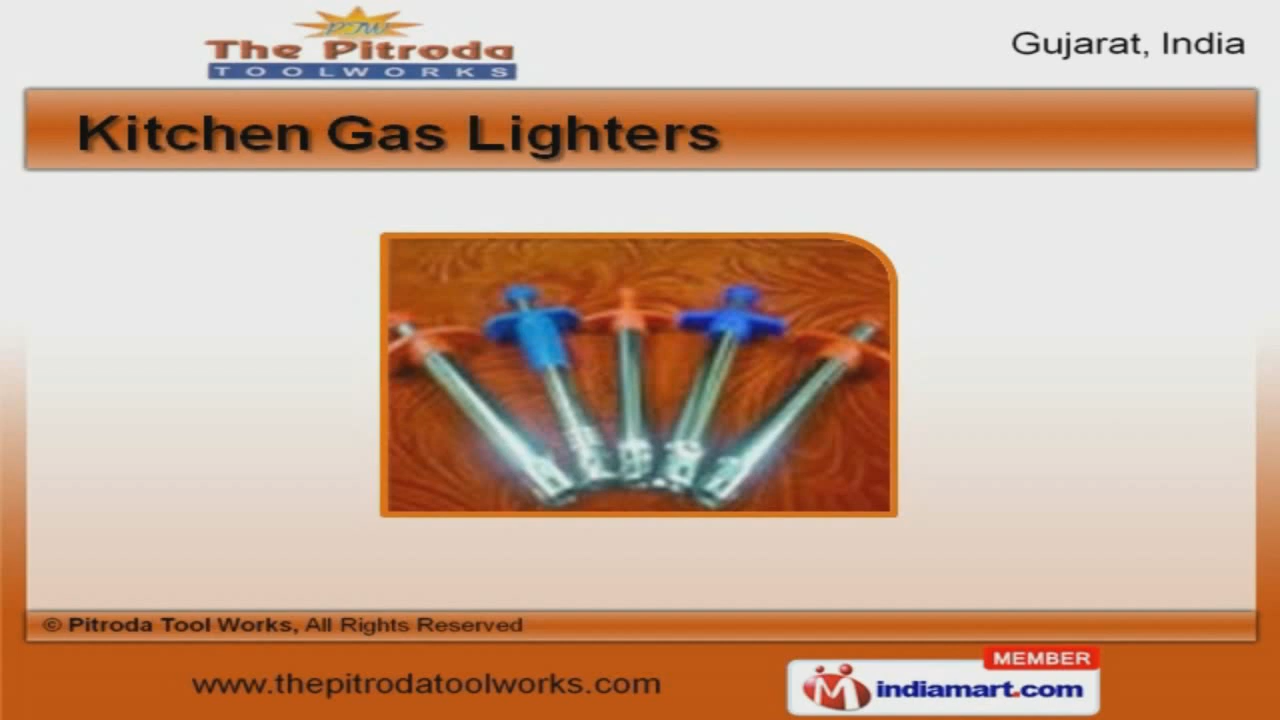 PTW
The Pitroda
TOOLWORKS
Gujarat, India
Kitchen Gas Lighters
© Pitroda Tool Works, All Rights Reserved
www.thepitrodatoolworks.com
MEMBER
indiamart.com